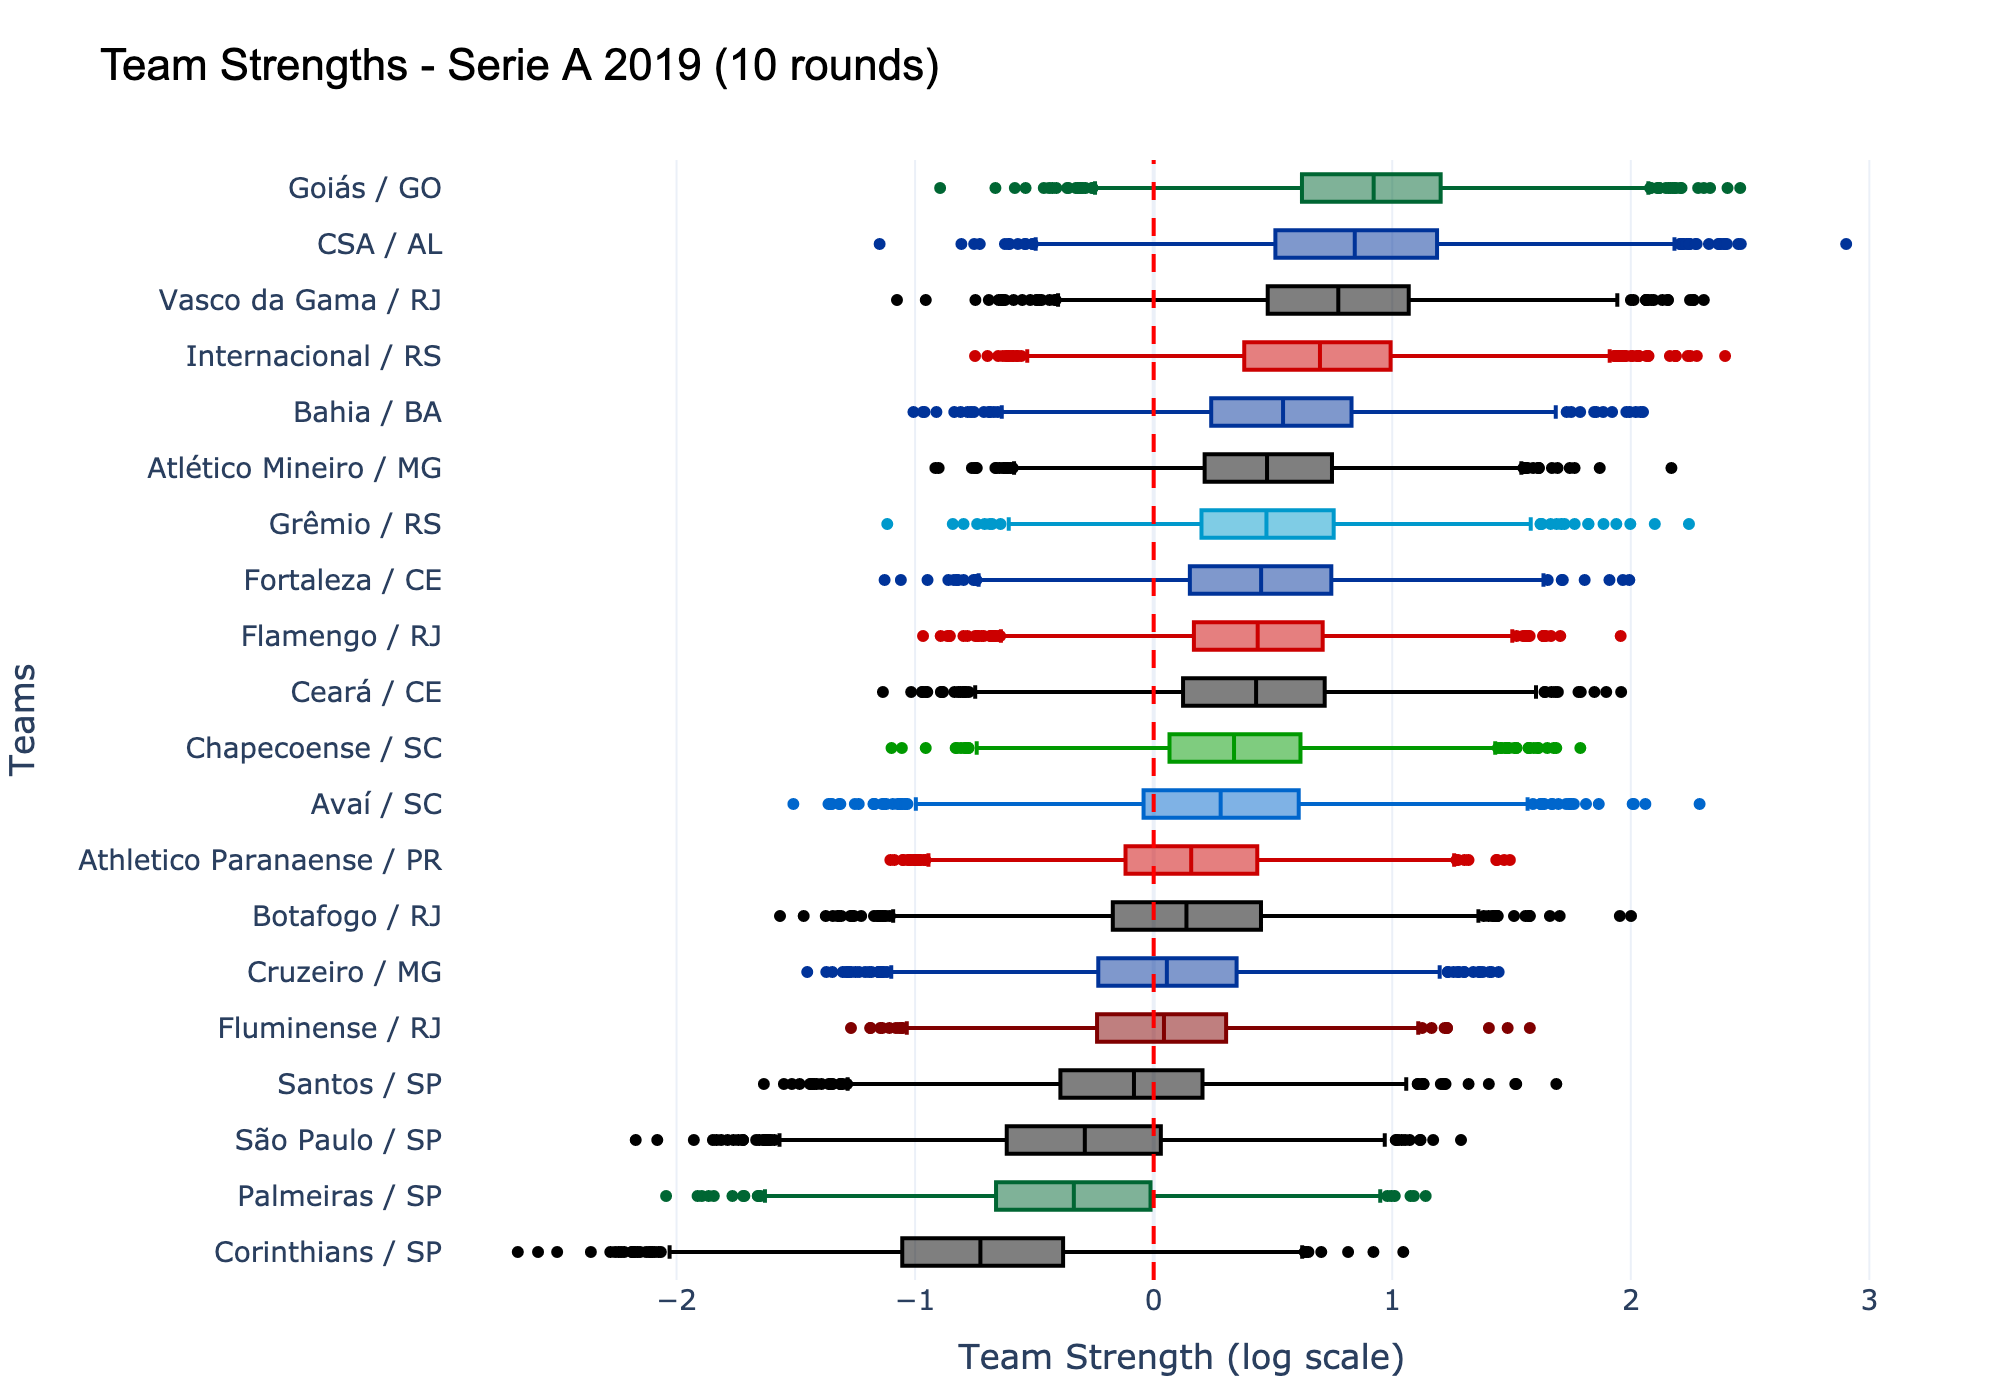 Team Strengths - Serie A 2019 (10 rounds)
Goiás / GO
CSA / AL
Vasco da Gama / RJ
Internacional / RS
Bahia / BA
Atlético Mineiro / MG
Grêmio / RS
Fortaleza / CE
Flamengo / RJ
Ceará / CE
Chapecoense / SC
Avaí / SC
Athletico Paranaense / PR
Botafogo / RJ
Cruzeiro / MG
Fluminense / RJ
Santos / SP
São Paulo / SP
Palmeiras / SP
Corinthians / SP
Teams
−2 −1 0 1 2 3
Team Strength (log scale)